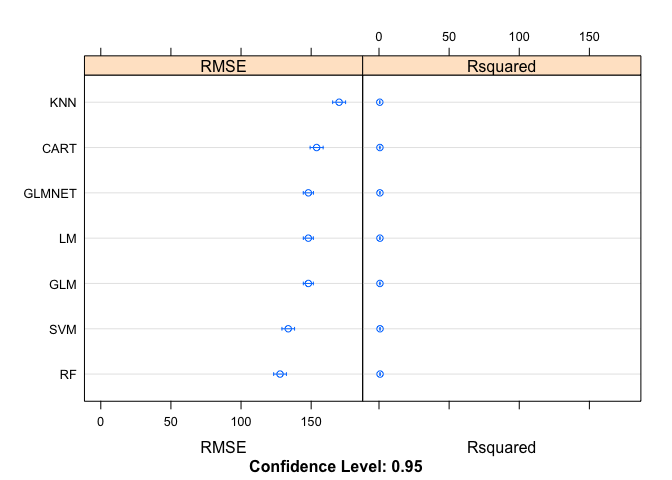 0 50 100 150
RMSE Rsquared
KNN
CART
GLMNET
LM
GLM
SVM
RF
0 50 100 150
RMSE Rsquared
Confidence Level: 0.95